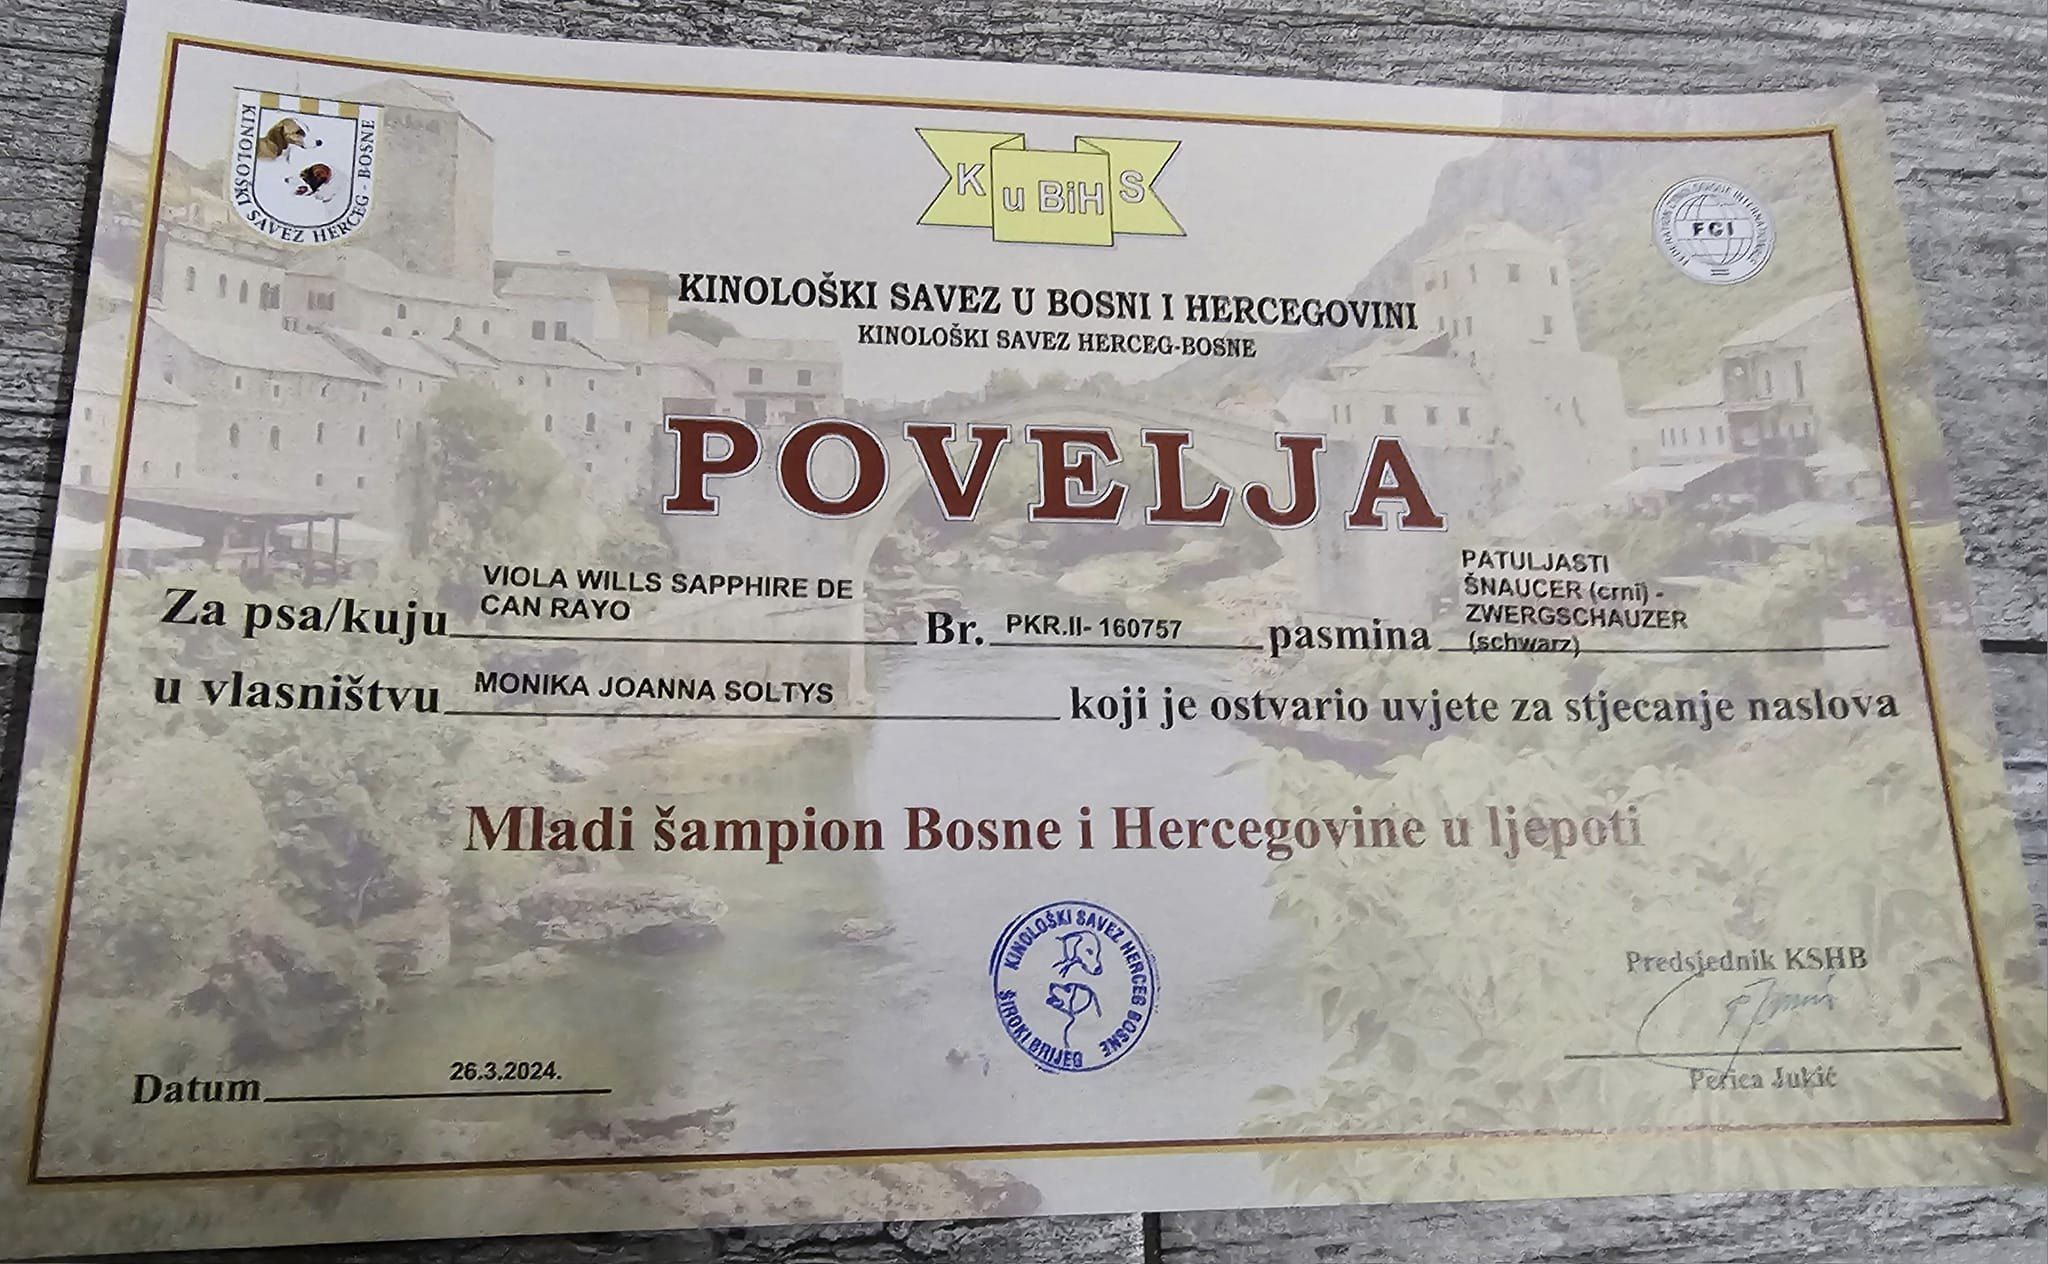 KINOLOŠKI SAVEZ HERCEG - BOSNE
K u BiH S
FEDERATION CYNOLOGIQUE INTERNATIONALE
FCI
KINOLOŠKI SAVEZ U BOSNI I HERCEGOVINI
KINOLOŠKI SAVEZ HERCEG-BOSNE
POVELJA
Za psa/kuju VIOLA WILLS SAPPHIRE DE
CAN RAYO
Br. PKR.II- 160757
pasmina PATULJASTI
ŠNAUCER (crni) -
ZWERGSCHAUZER
(schwarz)
u vlasništvu MONIKA JOANNA SOLTYS koji je ostvario uvjete za stjecanje naslova
Mladi šampion Bosne i Hercegovine u ljepoti
KINOLOŠKI SAVEZ HERCEG BOSNE
ŠIROKI BRIJEG
Predsjednik KSHB
Perica Jukić
Datum 26.3.2024.